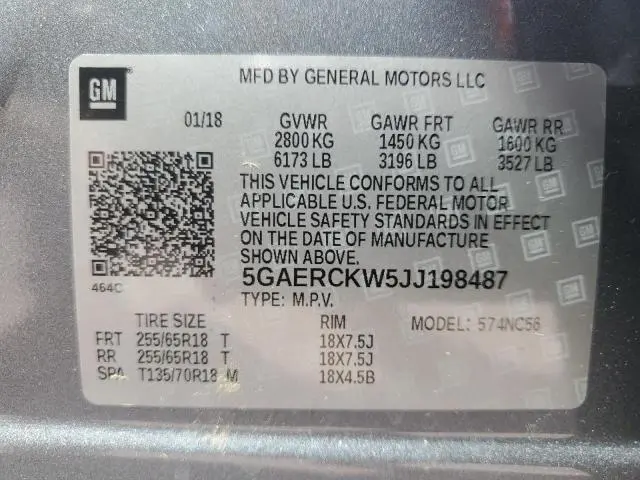 GM
MFD BY GENERAL MOTORS LLC
01/18 GVWR GAWR FRT GAWR RR
2800 KG 1450 KG 1600 KG
6173 LB 3196 LB 3527 LB
THIS VEHICLE CONFORMS TO ALL
APPLICABLE U.S. FEDERAL MOTOR
VEHICLE SAFETY STANDARDS IN EFFECT
ON THE DATE OF MANUFACTURE
SHOWN ABOVE.
464C
5GAERCKW5JJ198487
TYPE: M.P.V.
TIRE SIZE RIM MODEL: 574NC56
FRT 255/65R18 T 18X7.5J
RR 255/65R18 T 18X7.5J
SPA T135/70R18 M 18X4.5B